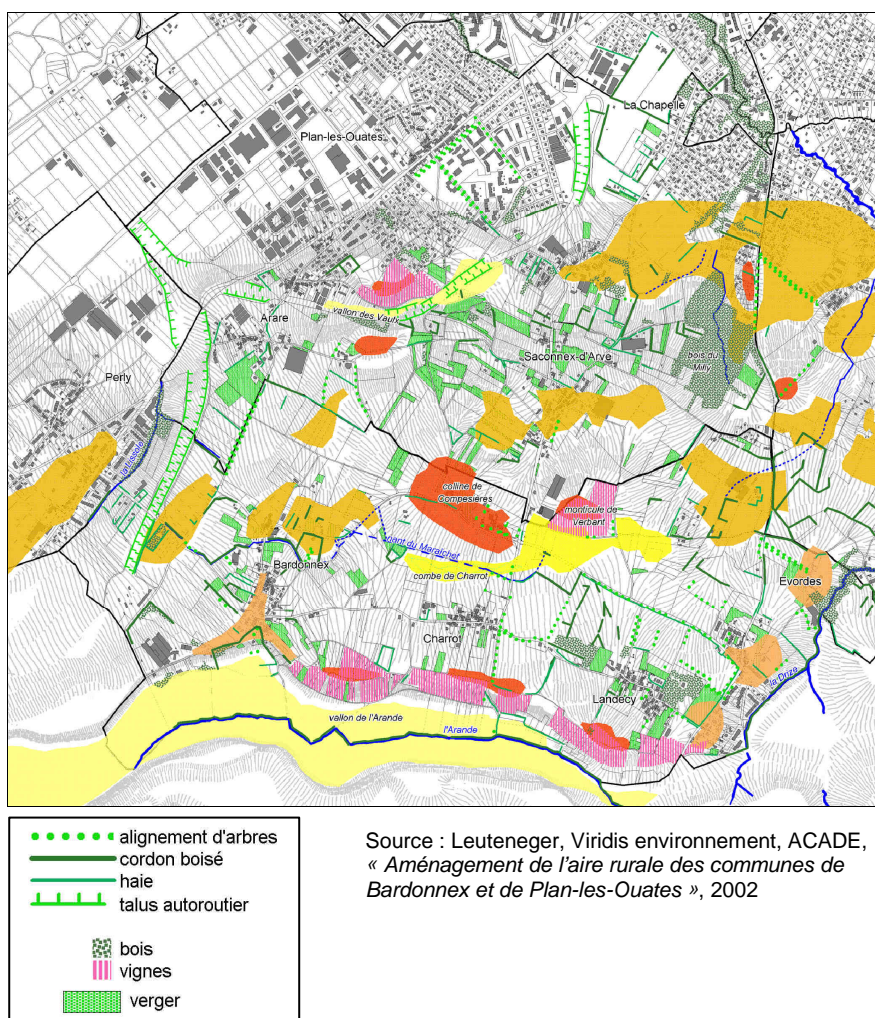 La Chapelle
Plan-les-Ouates
Arare
vallon des Vaulx
Saconnex-d'Arve
bois du
Milly
Perly
l'arbossole
colline de
Compesières
monticule de
Verbant
nant du Maraîchet
Bardonnex
combe de Charrot
Evordes
Charrot
la Drize
Landecy
vallon de l'Arande
l'Arande
alignement d'arbres
cordon boisé
haie
talus autoroutier
bois
vignes
verger
Source : Leuteneger, Viridis environnement, ACADE,
« Aménagement de l'aire rurale des communes de
Bardonnex et de Plan-les-Ouates », 2002